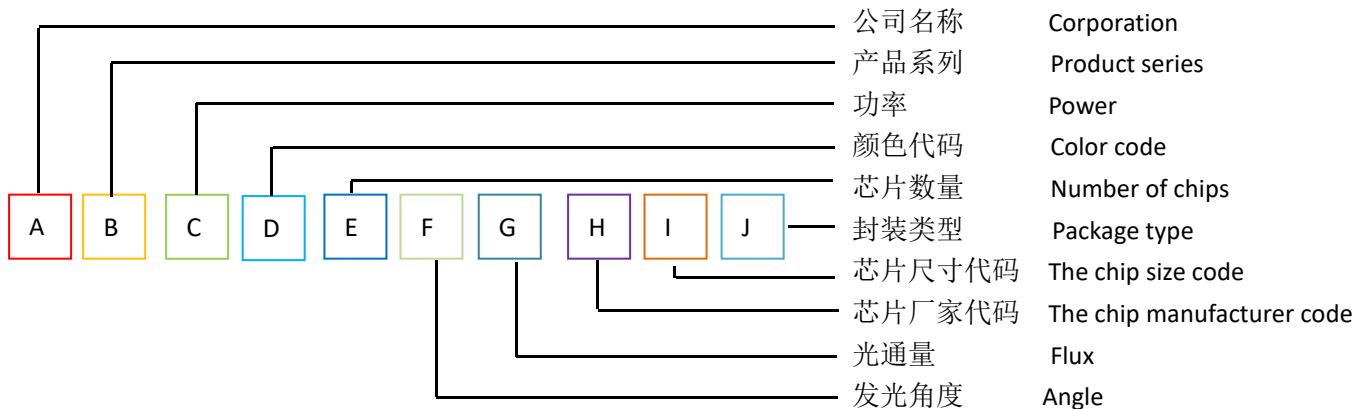 公司名称 Corporation
产品系列 Product series
功率 Power
颜色代码 Color code
芯片数量 Number of chips
A B C D E F G H I J 封装类型 Package type
芯片尺寸代码 The chip size code
芯片厂家代码 The chip manufacturer code
光通量 Flux
发光角度 Angle